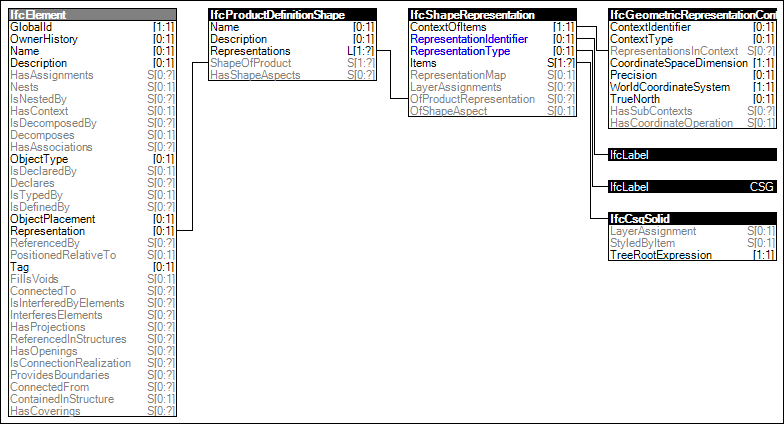 IfcElement
GlobalId [1:1]
OwnerHistory [0:1]
Name [0:1]
Description [0:1]
HasAssignments S[0:?]
Nests S[0:1]
IsNestedBy S[0:?]
HasContext S[0:1]
IsDecomposedBy S[0:?]
Decomposes S[0:1]
HasAssociations S[0:?]
ObjectType [0:1]
IsDeclaredBy S[0:1]
Declares S[0:?]
IsTypedBy S[0:1]
IsDefinedBy S[0:?]
ObjectPlacement [0:1]
Representation [0:1]
ReferencedBy S[0:?]
PositionedRelativeTo S[0:1]
Tag [0:1]
FillsVoids S[0:1]
ConnectedTo S[0:?]
IsInterferedByElements S[0:?]
InterferesElements S[0:?]
HasProjections S[0:?]
ReferencedInStructures S[0:?]
HasOpenings S[0:?]
IsConnectionRealization S[0:?]
ProvidesBoundaries S[0:?]
ConnectedFrom S[0:?]
ContainedInStructure S[0:1]
HasCoverings S[0:?]
IfcProductDefinitionShape
Name [0:1]
Description [0:1]
Representations L[1:?]
ShapeOfProduct S[1:?]
HasShapeAspects S[0:?]
IfcShapeRepresentation
ContextOfItems [1:1]
RepresentationIdentifier [0:1]
RepresentationType [0:1]
Items S[1:?]
RepresentationMap S[0:1]
LayerAssignments S[0:?]
OfProductRepresentation S[0:?]
OfShapeAspect S[0:1]
IfcGeometricRepresentationCon
ContextIdentifier [0:1]
ContextType [0:1]
RepresentationsInContext S[0:?]
CoordinateSpaceDimension [1:1]
Precision [0:1]
WorldCoordinateSystem [1:1]
TrueNorth [0:1]
HasSubContexts S[0:?]
HasCoordinateOperation S[0:1]
IfcLabel
IfcLabel CSG
IfcCsgSolid
LayerAssignment S[0:1]
StyledByItem S[0:1]
TreeRootExpression [1:1]